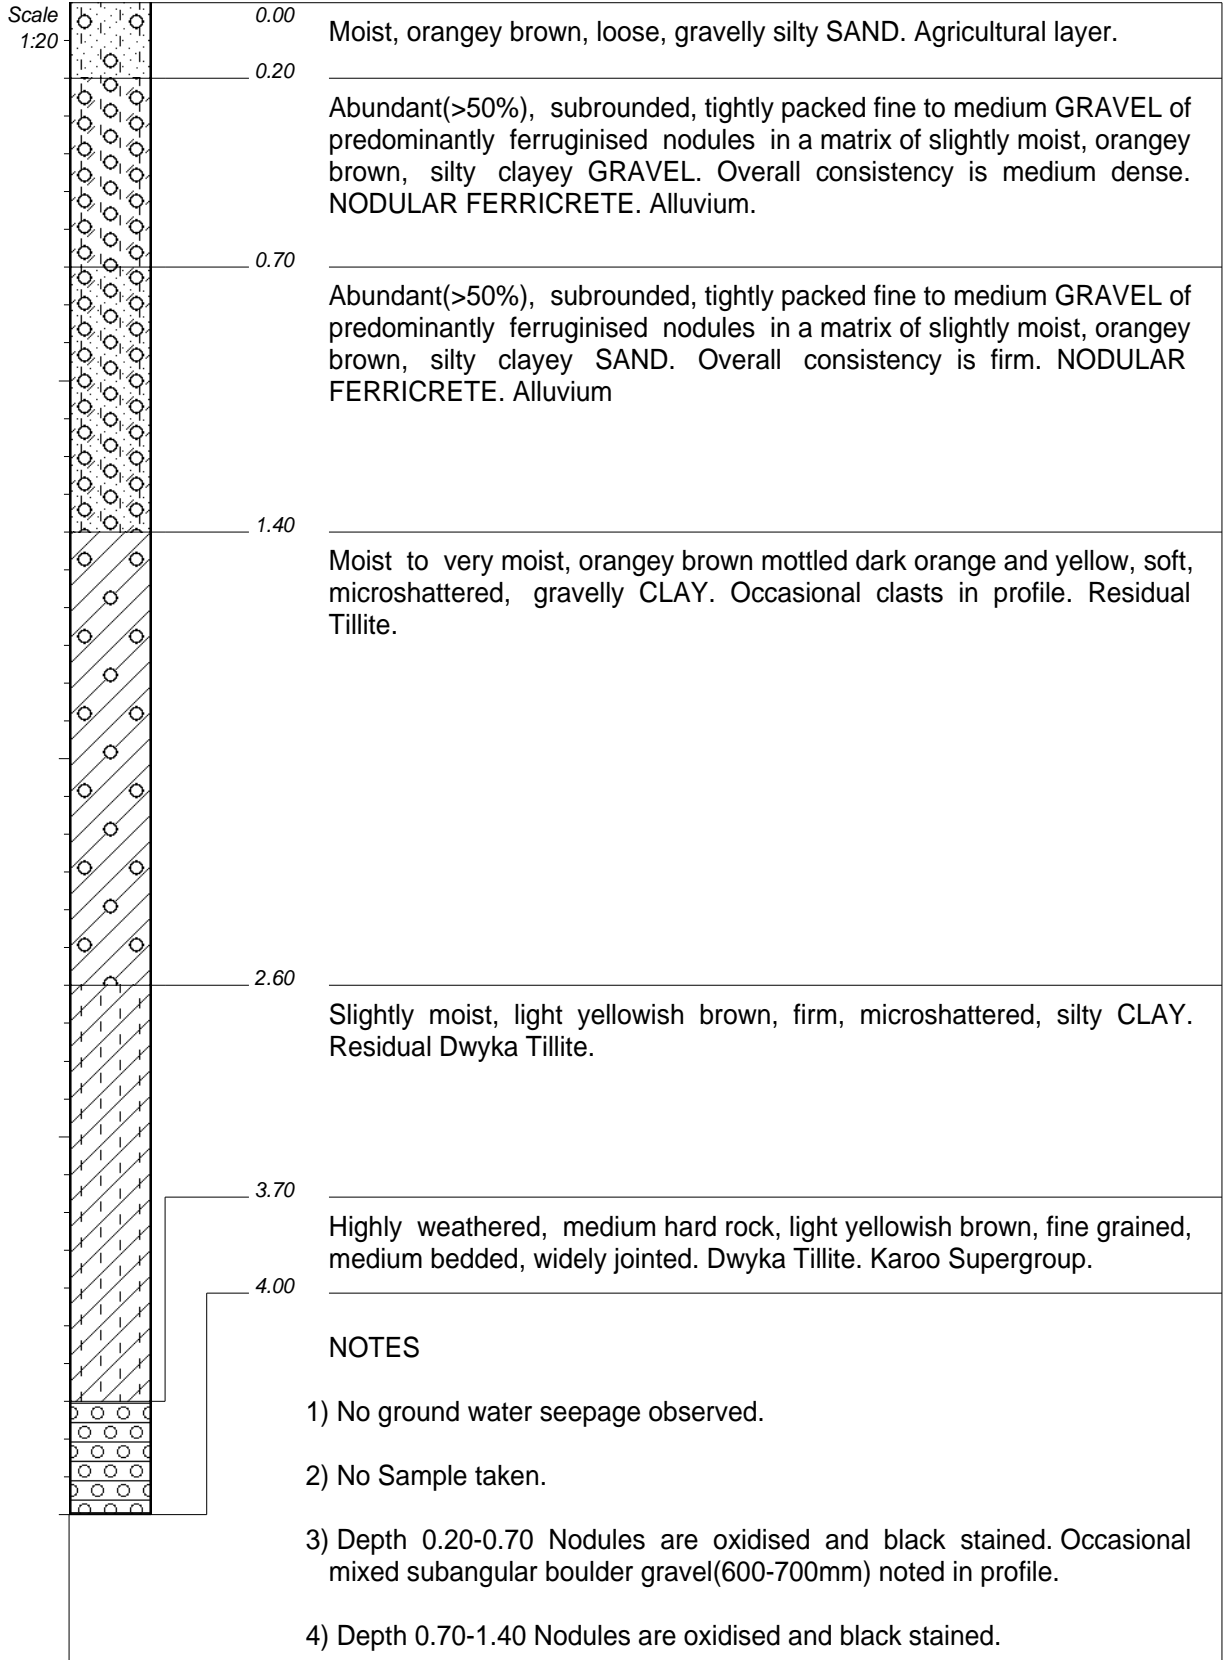 Scale
1:20
0.00
Moist, orangey brown, loose, gravelly silty SAND. Agricultural layer.
0.20
Abundant(>50%), subrounded, tightly packed fine to medium GRAVEL of
predominantly ferruginised nodules in a matrix of slightly moist, orangey
brown, silty clayey GRAVEL. Overall consistency is medium dense.
NODULAR FERRICRETE. Alluvium.
0.70
Abundant(>50%), subrounded, tightly packed fine to medium GRAVEL of
predominantly ferruginised nodules in a matrix of slightly moist, orangey
brown, silty clayey SAND. Overall consistency is firm. NODULAR
FERRICRETE. Alluvium
1.40
Moist to very moist, orangey brown mottled dark orange and yellow, soft,
microshattered, gravelly CLAY. Occasional clasts in profile. Residual
Tillite.
2.60
Slightly moist, light yellowish brown, firm, microshattered, silty CLAY.
Residual Dwyka Tillite.
3.70
Highly weathered, medium hard rock, light yellowish brown, fine grained,
medium bedded, widely jointed. Dwyka Tillite. Karoo Supergroup.
4.00
NOTES
1) No ground water seepage observed.
2) No Sample taken.
3) Depth 0.20-0.70 Nodules are oxidised and black stained. Occasional
mixed subangular boulder gravel(600-700mm) noted in profile.
4) Depth 0.70-1.40 Nodules are oxidised and black stained.